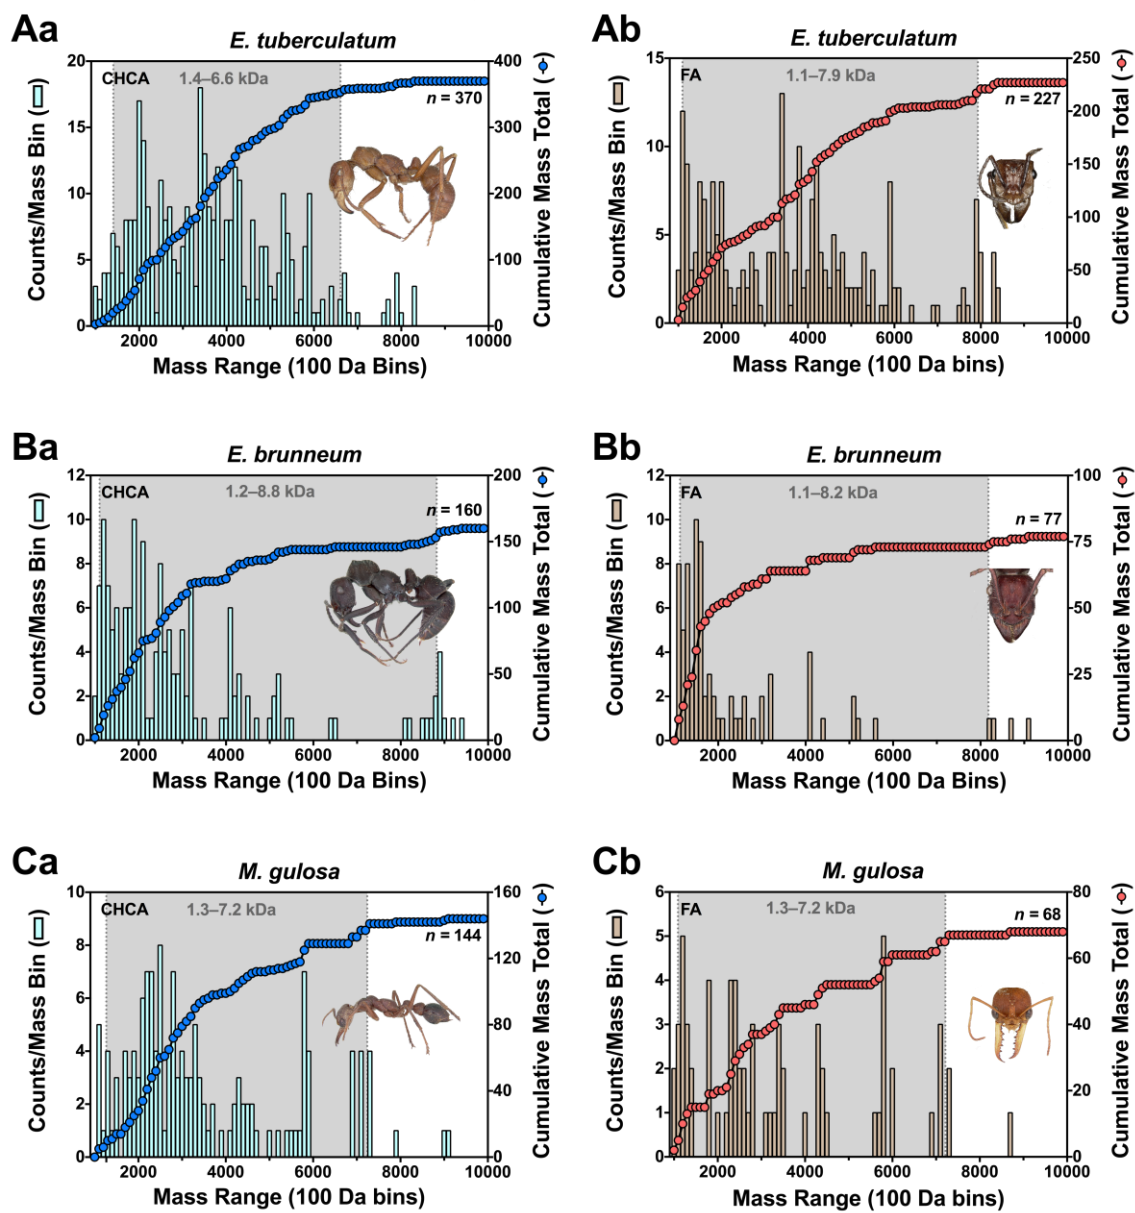 Aa
E. tuberculatum
Counts/Mass Bin ( )
20
15
10
5
0
CHCA
1.4–6.6 kDa
n = 370
400
300
200
100
0
Cumulative Mass Total ( )
2000 4000 6000 8000 10000
Mass Range (100 Da Bins)
Ab
E. tuberculatum
Counts/Mass Bin ( )
15
10
5
0
FA
1.1–7.9 kDa
n = 227
250
200
150
100
50
0
Cumulative Mass Total ( )
2000 4000 6000 8000 10000
Mass Range (100 Da bins)
Ba
E. brunneum
Counts/Mass Bin ( )
12
10
8
6
4
2
0
CHCA
1.2–8.8 kDa
n = 160
200
150
100
50
0
Cumulative Mass Total ( )
2000 4000 6000 8000 10000
Mass Range (100 Da Bins)
Bb
E. brunneum
Counts/Mass Bin ( )
12
10
8
6
4
2
0
FA
1.1–8.2 kDa
n = 77
100
75
50
25
0
Cumulative Mass Total ( )
2000 4000 6000 8000 10000
Mass Range (100 Da Bins)
Ca
M. gulosa
Counts/Mass Bin ( )
10
8
6
4
2
0
CHCA
1.3–7.2 kDa
n = 144
160
120
80
40
0
Cumulative Mass Total ( )
2000 4000 6000 8000 10000
Mass Range (100 Da bins)
Cb
M. gulosa
Counts/Mass Bin ( )
6
5
4
3
2
1
0
FA
1.3–7.2 kDa
n = 68
80
60
40
20
0
Cumulative Mass Total ( )
2000 4000 6000 8000 10000
Mass Range (100 Da bins)